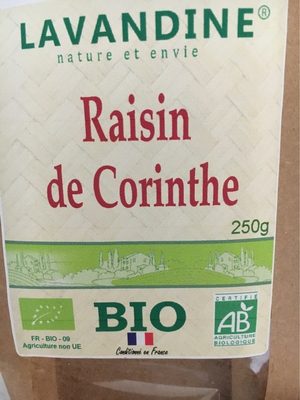 LAVANDINE®
nature et envie
Raisin
de Corinthe
250g
FR - BIO - 09
Agriculture non UE
BIO
Conditionné en France
CERTIFIÉ
AB
AGRICULTURE
BIOLOGIQUE